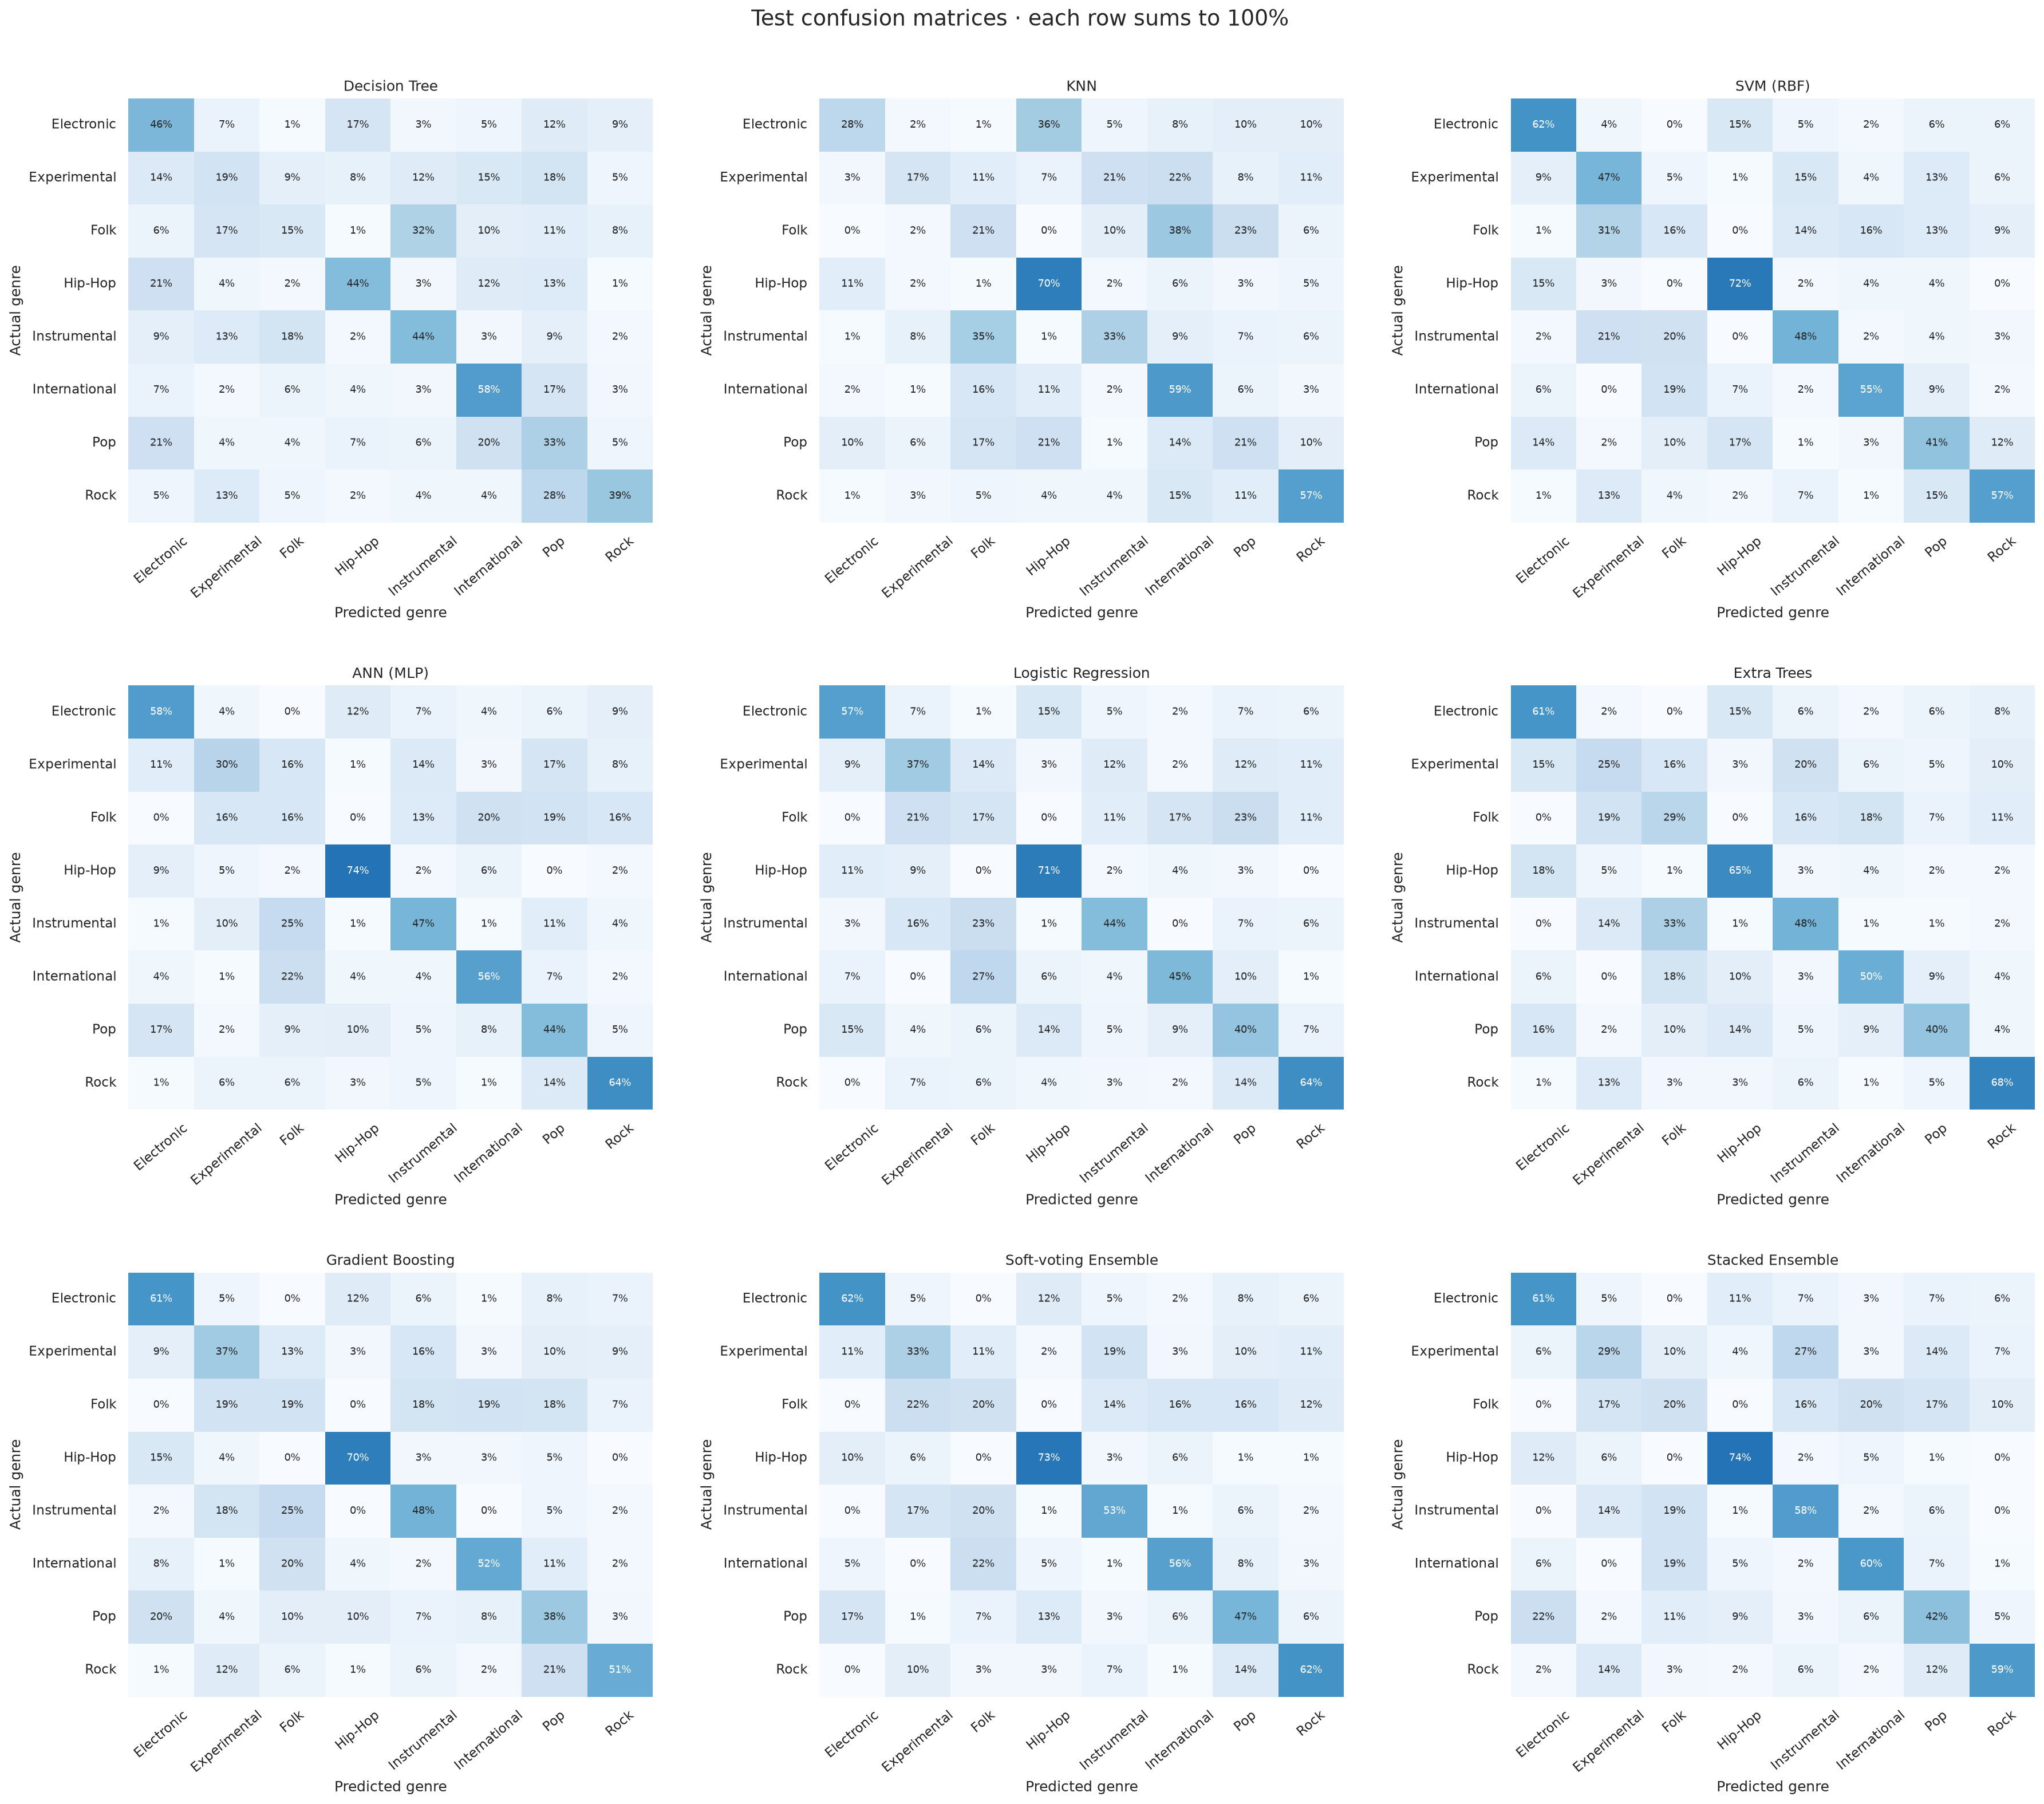 Test confusion matrices · each row sums to 100%
Decision Tree
Actual genre
Electronic 46% 7% 1% 17% 3% 5% 12% 9%
Experimental 14% 19% 9% 8% 12% 15% 18% 5%
Folk 6% 17% 15% 1% 32% 10% 11% 8%
Hip-Hop 21% 4% 2% 44% 3% 12% 13% 1%
Instrumental 9% 13% 18% 2% 44% 3% 9% 2%
International 7% 2% 6% 4% 3% 58% 17% 3%
Pop 21% 4% 4% 7% 6% 20% 33% 5%
Rock 5% 13% 5% 2% 4% 4% 28% 39%
Electronic Experimental Folk Hip-Hop Instrumental International Pop Rock
Predicted genre
KNN
Actual genre
28% 2% 1% 36% 5% 8% 10% 10%
Experimental 3% 17% 11% 7% 21% 22% 8% 11%
Folk 0% 2% 21% 0% 10% 38% 23% 6%
Hip-Hop 11% 2% 1% 70% 2% 6% 3% 5%
Instrumental 1% 8% 35% 1% 33% 9% 7% 6%
International 2% 1% 16% 11% 2% 59% 6% 3%
Pop 10% 6% 17% 21% 1% 14% 21% 10%
Rock 1% 3% 5% 4% 4% 15% 11% 57%
Electronic Experimental Folk Hip-Hop Instrumental International Pop Rock
Predicted genre
SVM (RBF)
Actual genre
Electronic 62% 4% 0% 15% 5% 2% 6% 6%
Experimental 9% 47% 5% 1% 15% 4% 13% 6%
Folk 1% 31% 16% 0% 14% 16% 13% 9%
Hip-Hop 15% 3% 0% 72% 2% 4% 4% 0%
Instrumental 2% 21% 20% 0% 48% 2% 4% 3%
International 6% 0% 19% 7% 2% 55% 9% 2%
Pop 14% 2% 10% 17% 1% 3% 41% 12%
Rock 1% 13% 4% 2% 7% 1% 15% 57%
Electronic Experimental Folk Hip-Hop Instrumental International Pop Rock
Predicted genre
ANN (MLP)
Actual genre
Electronic 58% 4% 0% 12% 7% 4% 6% 9%
Experimental 11% 30% 16% 1% 14% 3% 17% 8%
Folk 0% 16% 16% 0% 13% 20% 19% 16%
Hip-Hop 9% 5% 2% 74% 2% 6% 0% 2%
Instrumental 1% 10% 25% 1% 47% 1% 11% 4%
International 4% 1% 22% 4% 4% 56% 7% 2%
Pop 17% 2% 9% 10% 5% 8% 44% 5%
Rock 1% 6% 6% 3% 5% 1% 14% 64%
Electronic Experimental Folk Hip-Hop Instrumental International Pop Rock
Predicted genre
Logistic Regression
Actual genre
Electronic 57% 7% 1% 15% 5% 2% 7% 6%
Experimental 9% 37% 14% 3% 12% 2% 12% 11%
Folk 0% 21% 17% 0% 11% 17% 23% 11%
Hip-Hop 11% 9% 0% 71% 2% 4% 3% 0%
Instrumental 3% 16% 23% 1% 44% 0% 7% 6%
International 7% 0% 27% 6% 4% 45% 10% 1%
Pop 15% 4% 6% 14% 5% 9% 40% 7%
Rock 0% 7% 6% 4% 3% 2% 14% 64%
Electronic Experimental Folk Hip-Hop Instrumental International Pop Rock
Predicted genre
Extra Trees
Actual genre
Electronic 61% 2% 0% 15% 6% 2% 6% 8%
Experimental 15% 25% 16% 3% 20% 6% 5% 10%
Folk 0% 19% 29% 0% 16% 18% 7% 11%
Hip-Hop 18% 5% 1% 65% 3% 4% 2% 2%
Instrumental 0% 14% 33% 1% 48% 1% 1% 2%
International 6% 0% 18% 10% 3% 50% 9% 4%
Pop 16% 2% 10% 14% 5% 9% 40% 4%
Rock 1% 13% 3% 3% 6% 1% 5% 68%
Electronic Experimental Folk Hip-Hop Instrumental International Pop Rock
Predicted genre
Gradient Boosting
Actual genre
Electronic 61% 5% 0% 12% 6% 1% 8% 7%
Experimental 9% 37% 13% 3% 16% 3% 10% 9%
Folk 0% 19% 19% 0% 18% 19% 18% 7%
Hip-Hop 15% 4% 0% 70% 3% 3% 5% 0%
Instrumental 2% 18% 25% 0% 48% 0% 5% 2%
International 8% 1% 20% 4% 2% 52% 11% 2%
Pop 20% 4% 10% 10% 7% 8% 38% 3%
Rock 1% 12% 6% 1% 6% 2% 21% 51%
Electronic Experimental Folk Hip-Hop Instrumental International Pop Rock
Predicted genre
Soft-voting Ensemble
Actual genre
Electronic 62% 5% 0% 12% 5% 2% 8% 6%
Experimental 11% 33% 11% 2% 19% 3% 10% 11%
Folk 0% 22% 20% 0% 14% 16% 16% 12%
Hip-Hop 10% 6% 0% 73% 3% 6% 1% 1%
Instrumental 0% 17% 20% 1% 53% 1% 6% 2%
International 5% 0% 22% 5% 1% 56% 8% 3%
Pop 17% 1% 7% 13% 3% 6% 47% 6%
Rock 0% 10% 3% 3% 7% 1% 14% 62%
Electronic Experimental Folk Hip-Hop Instrumental International Pop Rock
Predicted genre
Stacked Ensemble
Actual genre
Electronic 61% 5% 0% 11% 7% 3% 7% 6%
Experimental 6% 29% 10% 4% 27% 3% 14% 7%
Folk 0% 17% 20% 0% 16% 20% 17% 10%
Hip-Hop 12% 6% 0% 74% 2% 5% 1% 0%
Instrumental 0% 14% 19% 1% 58% 2% 6% 0%
International 6% 0% 19% 5% 2% 60% 7% 1%
Pop 22% 2% 11% 9% 3% 6% 42% 5%
Rock 2% 14% 3% 2% 6% 2% 12% 59%
Electronic Experimental Folk Hip-Hop Instrumental International Pop Rock
Predicted genre